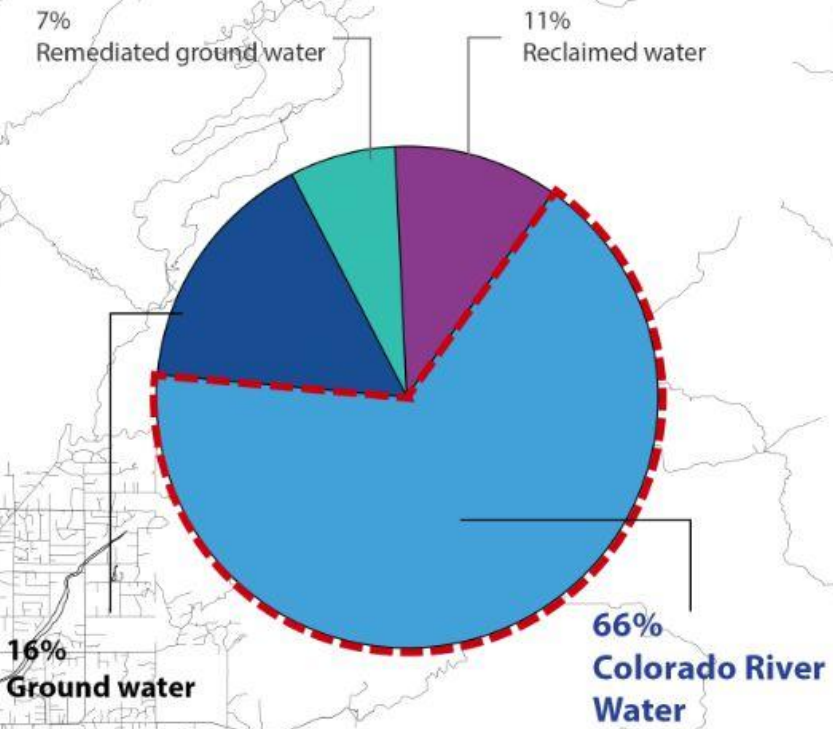 7%
Remediated ground water
11%
Reclaimed water
16%
Ground water
66%
Colorado River
Water